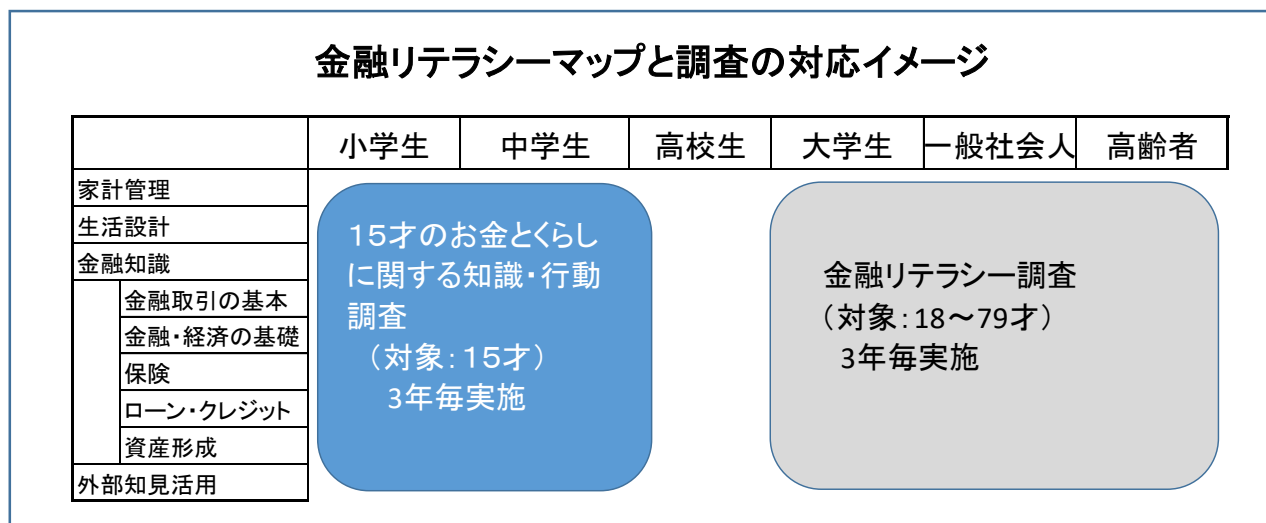 金融リテラシーマップと調査の対応イメージ
小学生 中学生 高校生 大学生 一般社会人 高齢者
家計管理
生活設計
金融知識
金融取引の基本
金融・経済の基礎
保険
ローン・クレジット
資産形成
外部知見活用
15才のお金とくらし
に関する知識・行動
調査
（対象：15才）
3年毎実施
金融リテラシー調査
（対象：18～79才）
3年毎実施